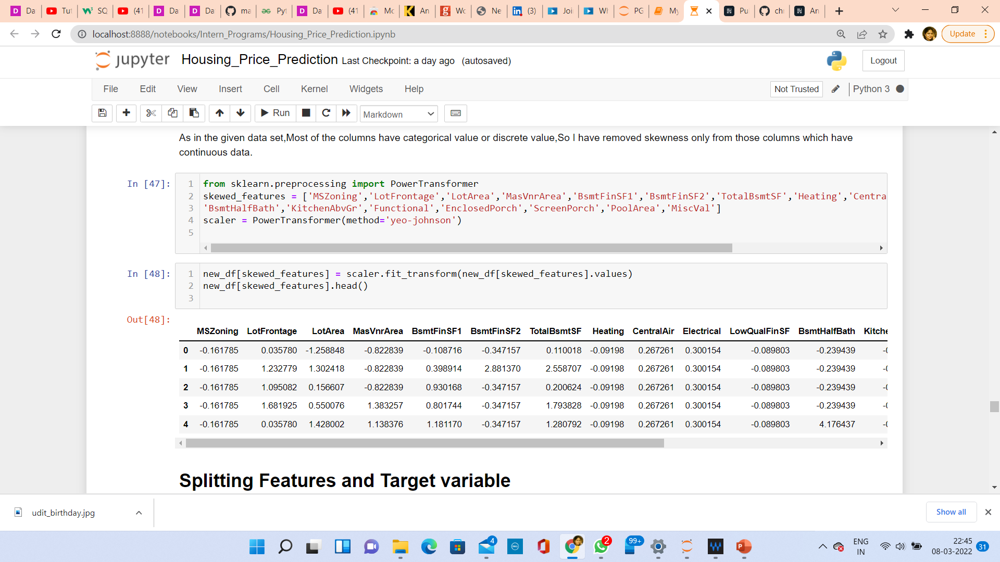 Da
Tut
SQ
(41
Da
Da
ma
Pyt
Da
(41
Mc
An
Wc
Ne
(3)
Joi
Wh
PG
My
Pu
ch
An
localhost:8888/notebooks/Intern_Programs/Housing_Price_Prediction.ipynb
Update
jupyter Housing_Price_Prediction Last Checkpoint: a day ago (autosaved)
Logout
File Edit View Insert Cell Kernel Widgets Help
Not Trusted Python 3
Run Markdown
As in the given data set,Most of the columns have categorical value or discrete value,So I have removed skewness only from those columns which have
continuous data.
In [47]:
1 from sklearn.preprocessing import PowerTransformer
2 skewed_features = ['MSZoning','LotFrontage','LotArea','MasVnrArea','BsmtFinSF1','BsmtFinSF2','TotalBsmtSF','Heating','Centra
3 'BsmtHalfBath','KitchenAbvGr','Functional','EnclosedPorch','ScreenPorch','PoolArea','MiscVal']
4 scaler = PowerTransformer(method='yeo-johnson')
5
In [48]:
1 new_df[skewed_features] = scaler.fit_transform(new_df[skewed_features].values)
2 new_df[skewed_features].head()
3
Out[48]:
MSZoning LotFrontage LotArea MasVnrArea BsmtFinSF1 BsmtFinSF2 TotalBsmtSF Heating CentralAir Electrical LowQualFinSF BsmtHalfBath Kitche
0 -0.161785 0.035780 -1.258848 -0.822839 -0.108716 -0.347157 0.110018 -0.09198 0.267261 0.300154 -0.089803 -0.239439 -0
1 -0.161785 1.232779 1.302418 -0.822839 0.398914 2.881370 2.558707 -0.09198 0.267261 0.300154 -0.089803 -0.239439 -0
2 -0.161785 1.095082 0.156607 -0.822839 0.930168 -0.347157 0.200624 -0.09198 0.267261 0.300154 -0.089803 -0.239439 -0
3 -0.161785 1.681925 0.550076 1.383257 0.801744 -0.347157 1.793828 -0.09198 0.267261 0.300154 -0.089803 -0.239439 -0
4 -0.161785 0.035780 1.428002 1.138376 1.181170 -0.347157 1.280792 -0.09198 0.267261 0.300154 -0.089803 4.176437 -0
Splitting Features and Target variable
udit_birthday.jpg
Show all
4
2
99+
ENG
IN
22:45
08-03-2022
31